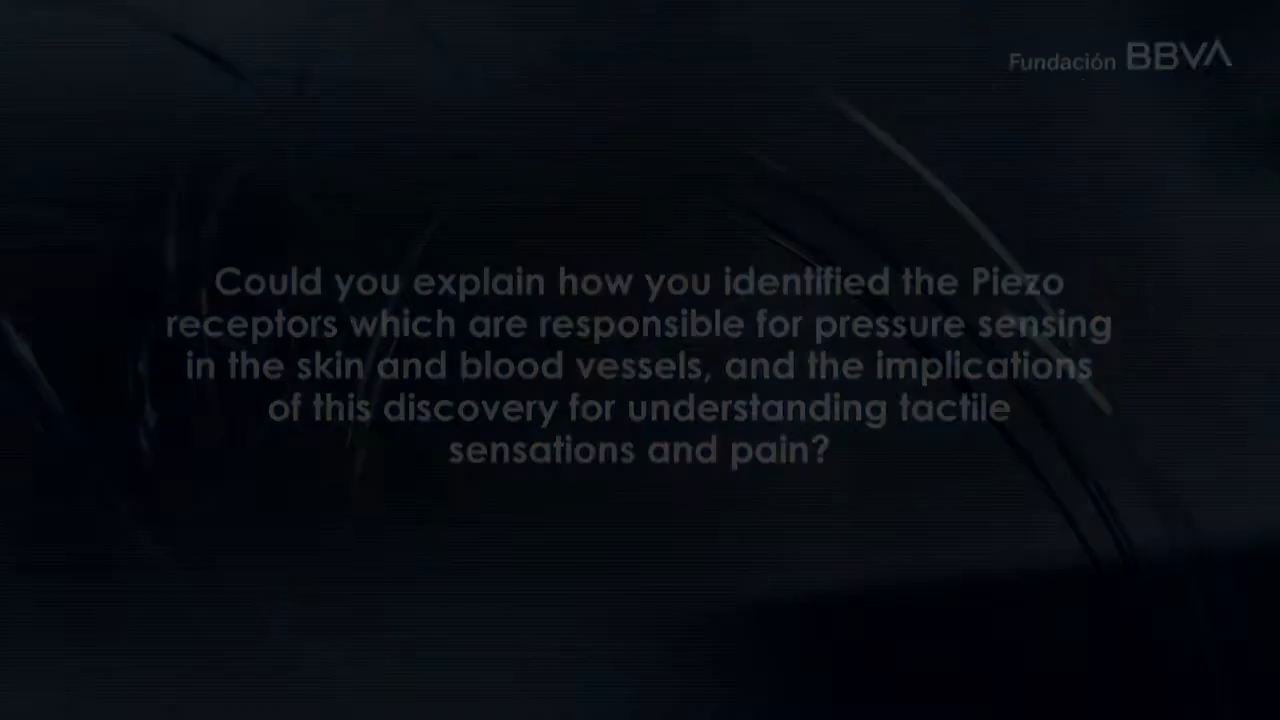 Fundación BBVA
Could you explain how you identified the Piezo
receptors which are responsible for pressure sensing
in the skin and blood vessels, and the implications
of this discovery for understanding tactile
sensations and pain?